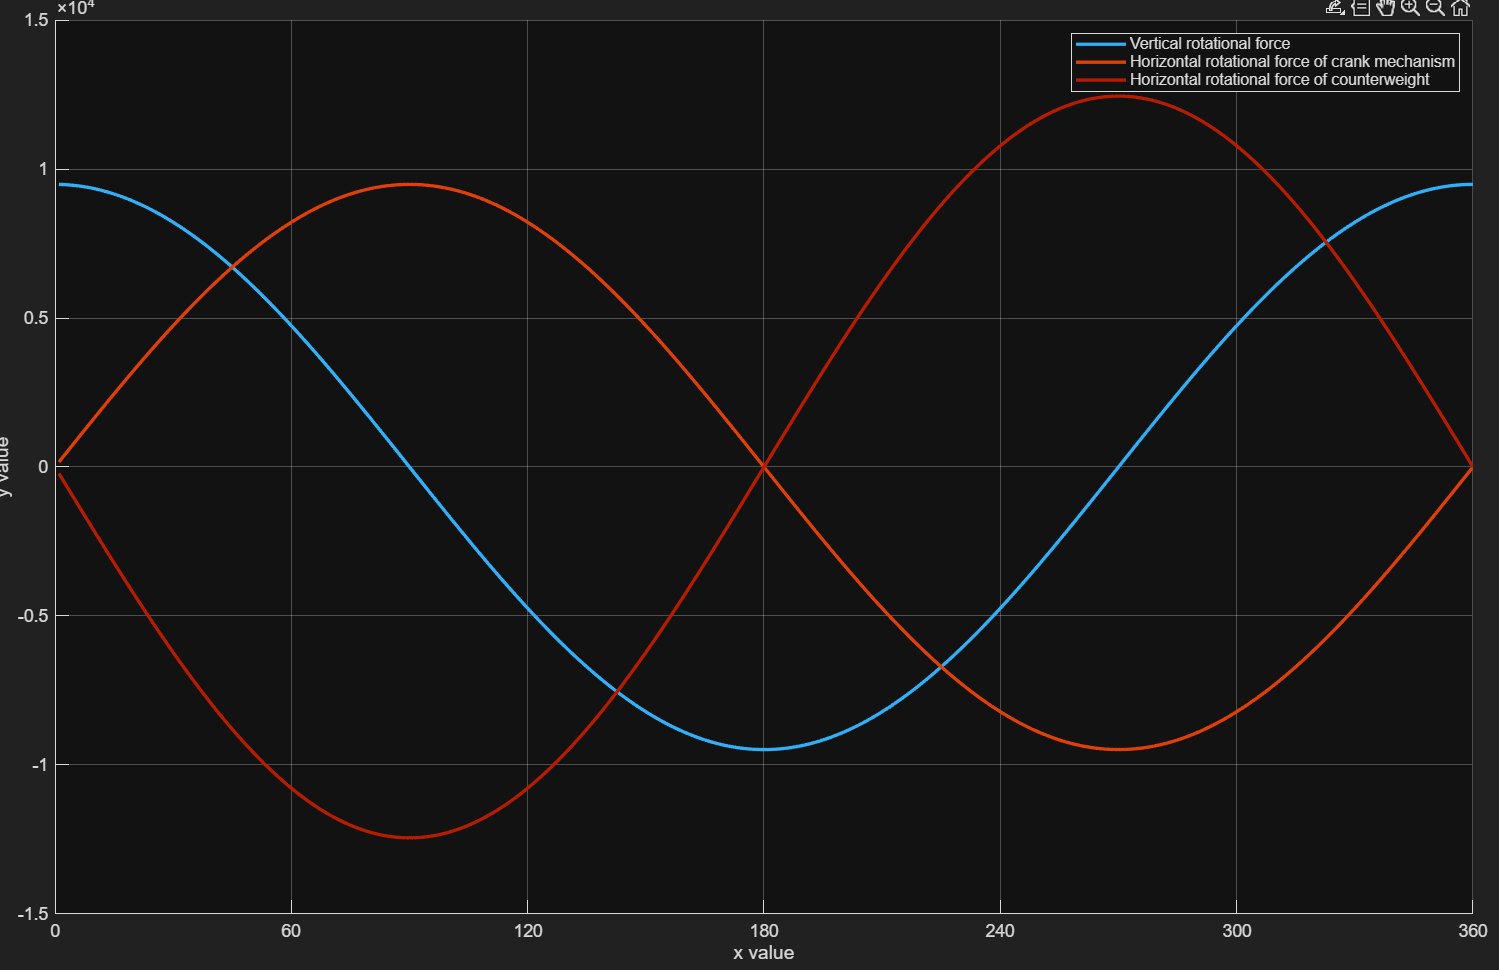 ×10⁴
1.5
1
0.5
0
-0.5
-1
-1.5
y value
0 60 120 180 240 300 360
x value
Vertical rotational force
Horizontal rotational force of crank mechanism
Horizontal rotational force of counterweight